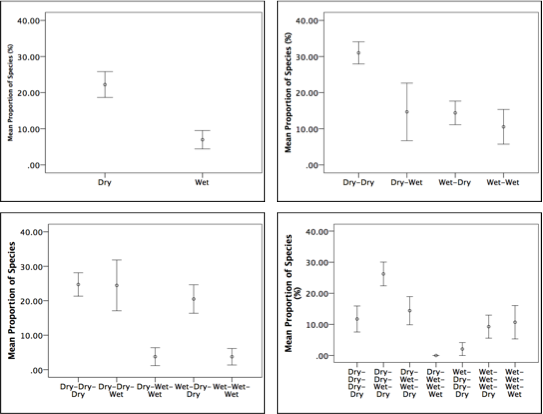 Mean Proportion of Species (%)
40.00
30.00
20.00
10.00
.00
Dry Wet
Mean Proportion of Species (%)
40.00
30.00
20.00
10.00
.00
Dry-Dry Dry-Wet Wet-Dry Wet-Wet
Mean Proportion of Species
40.00
30.00
20.00
10.00
.00
Dry-Dry-Dry Dry-Dry-Wet Dry-Wet-Wet Wet-Dry-Dry Wet-Wet-Wet
Mean Proportion of Species
(%)
40.00
30.00
20.00
10.00
.00
Dry- Dry- Dry- Dry- Wet- Wet- Wet-
Dry- Dry- Wet- Wet- Dry- Wet- Wet-
Dry- Dry- Wet- Wet- Dry- Dry- Wet-
Dry Wet Dry Wet Dry Dry Wet